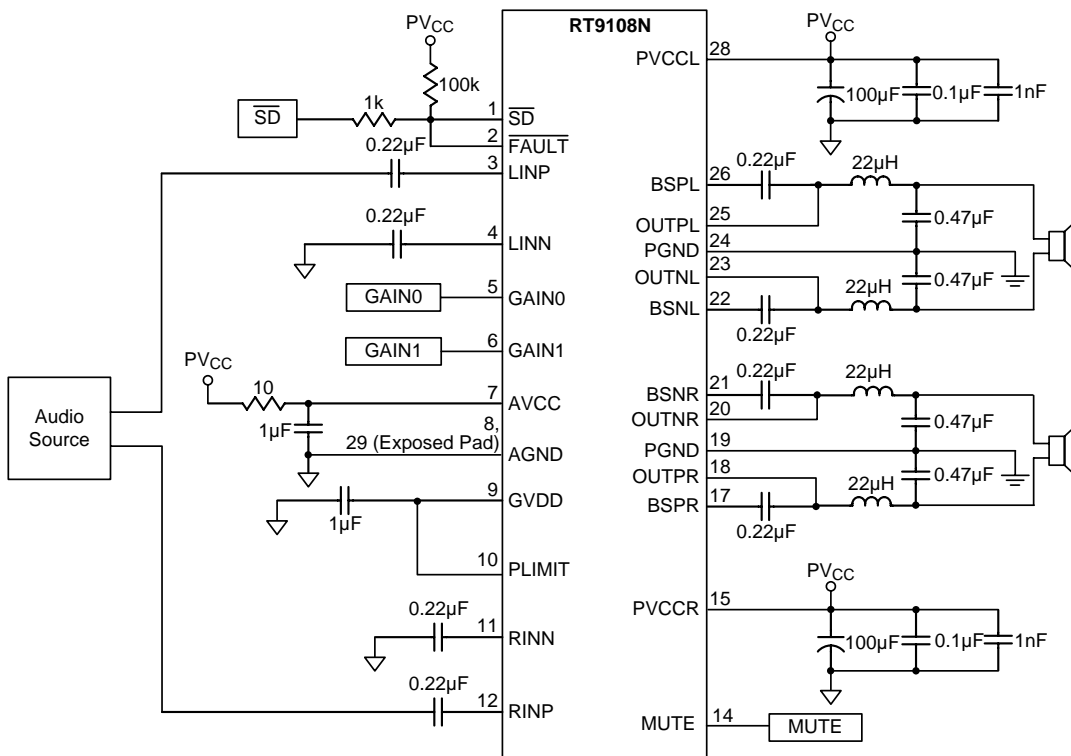 RT9108N
PVCC
100k
1k
SD
1
SD
2
FAULT
0.22µF
3
LINP
0.22µF
4
LINN
GAIN0
5
GAIN0
GAIN1
6
GAIN1
PVCC
10
7
AVCC
1µF
8,
29 (Exposed Pad)
AGND
Audio
Source
9
GVDD
1µF
10
PLIMIT
0.22µF
11
RINN
0.22µF
12
RINP
PVCC
PVCCL
28
100µF
0.1µF
1nF
BSPL
26
0.22µF
22µH
OUTPL
25
0.47µF
PGND
24
OUTNL
23
22µH
0.47µF
BSNL
22
0.22µF
0.22µF
22µH
BSNR
21
OUTNR
20
0.47µF
PGND
19
OUTPR
18
22µH
0.47µF
BSPR
17
0.22µF
PVCC
PVCCR
15
100µF
0.1µF
1nF
MUTE
14
MUTE